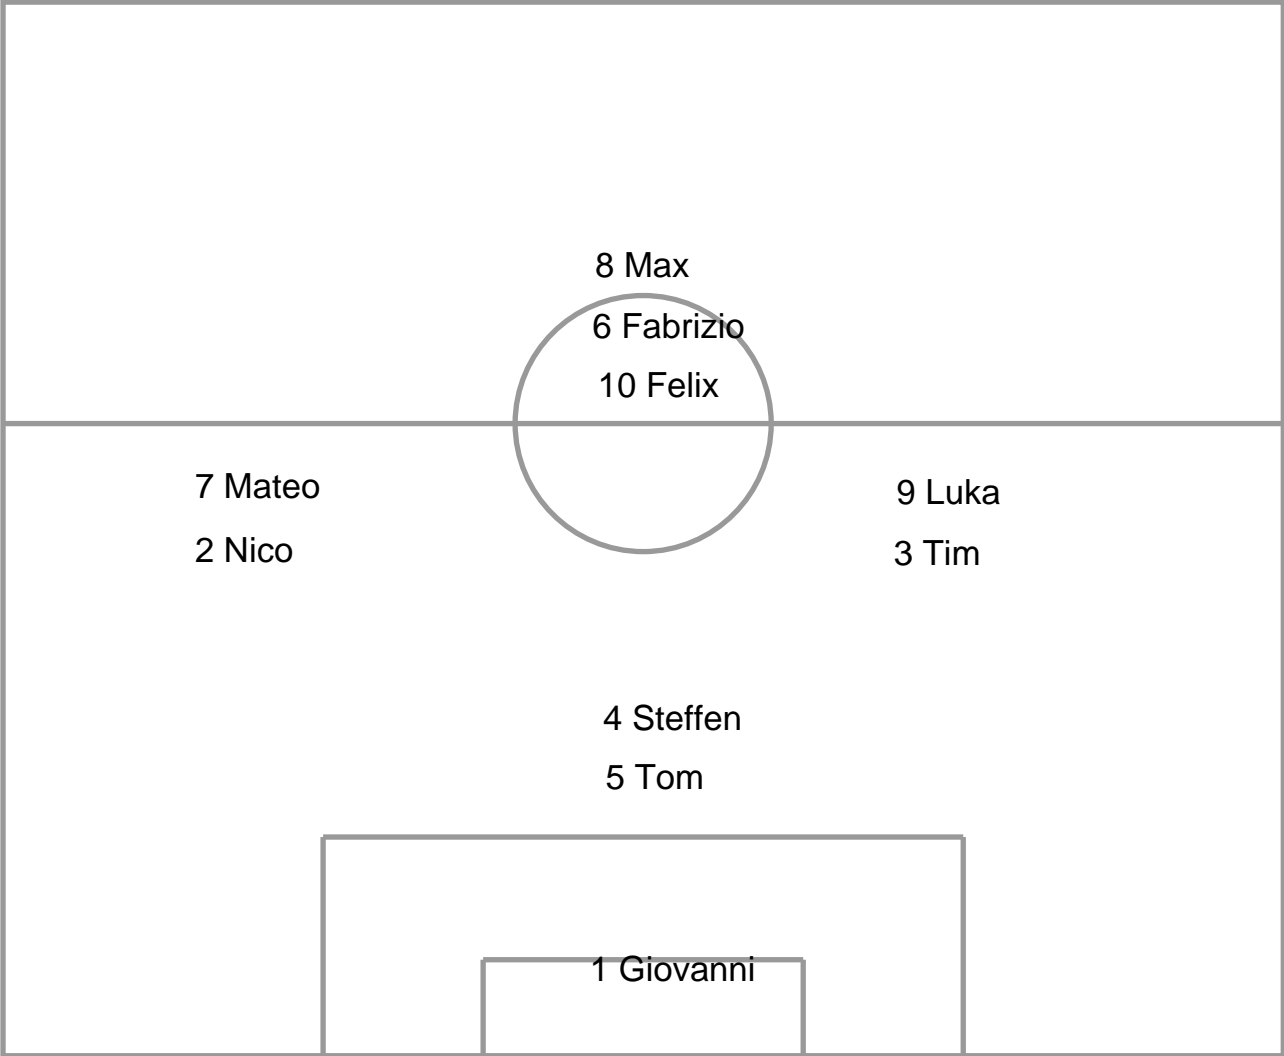 8 Max
6 Fabrizio
10 Felix
7 Mateo
9 Luka
2 Nico
3 Tim
4 Steffen
5 Tom
1 Giovanni